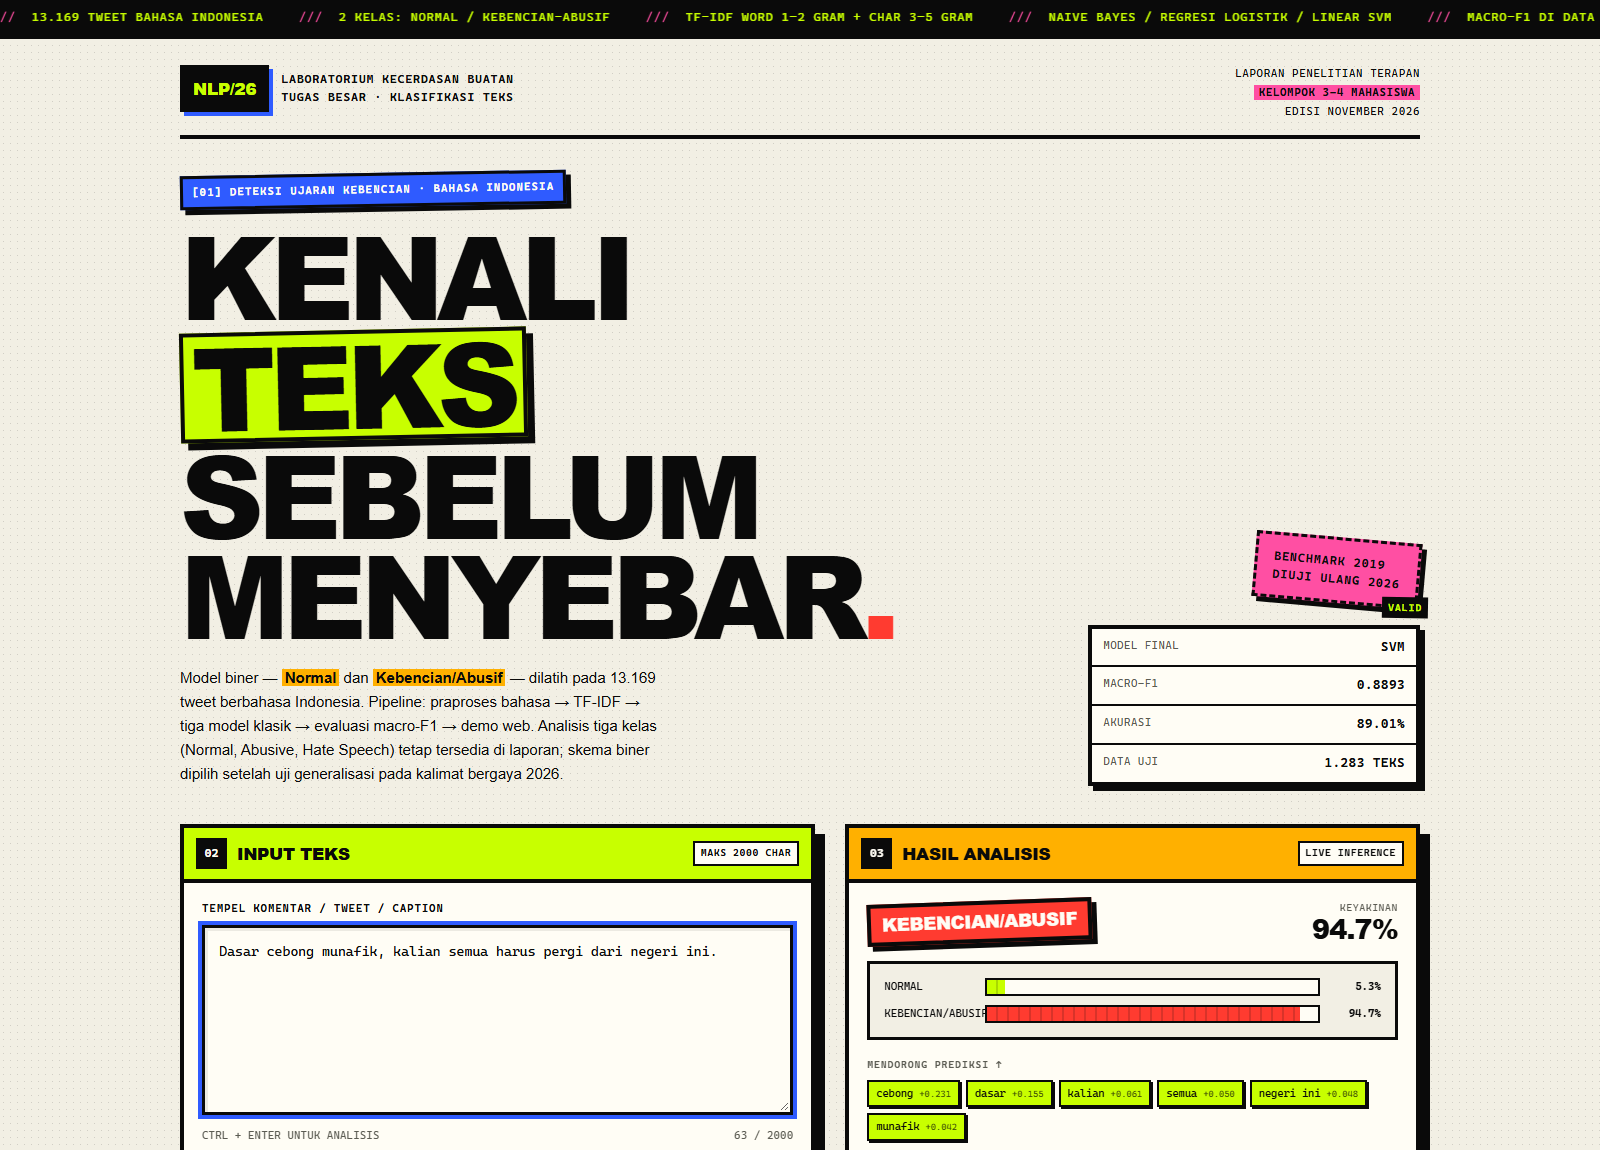 // 13.169 TWEET BAHASA INDONESIA /// 2 KELAS: NORMAL / KEBENCIAN-ABUSIF /// TF-IDF WORD 1-2 GRAM + CHAR 3-5 GRAM /// NAIVE BAYES / REGRESI LOGISTIK / LINEAR SVM /// MACRO-F1 DI DATA
NLP/26
LABORATORIUM KECERDASAN BUATAN
TUGAS BESAR · KLASIFIKASI TEKS
LAPORAN PENELITIAN TERAPAN
KELOMPOK 3-4 MAHASISWA
EDISI NOVEMBER 2026
[01] DETEKSI UJARAN KEBENCIAN · BAHASA INDONESIA
KENALI
TEKS
SEBELUM
MENYEBAR.
Model biner — Normal dan Kebencian/Abusif — dilatih pada 13.169
tweet berbahasa Indonesia. Pipeline: praproses bahasa → TF-IDF →
tiga model klasik → evaluasi macro-F1 → demo web. Analisis tiga kelas
(Normal, Abusive, Hate Speech) tetap tersedia di laporan; skema biner
dipilih setelah uji generalisasi pada kalimat bergaya 2026.
BENCHMARK 2019
DIUJI ULANG 2026
VALID
MODEL FINAL SVM
MACRO-F1 0.8893
AKURASI 89.01%
DATA UJI 1.283 TEKS
02 INPUT TEKS MAKS 2000 CHAR
TEMPEL KOMENTAR / TWEET / CAPTION
Dasar cebong munafik, kalian semua harus pergi dari negeri ini.
CTRL + ENTER UNTUK ANALISIS 63 / 2000
03 HASIL ANALISIS LIVE INFERENCE
KEBENCIAN/ABUSIF
KEYAKINAN
94.7%
NORMAL 5.3%
KEBENCIAN/ABUSIF 94.7%
MENDORONG PREDIKSI ↑
cebong +0.231 dasar +0.155 kalian +0.061 semua +0.050 negeri ini +0.048
munafik +0.042